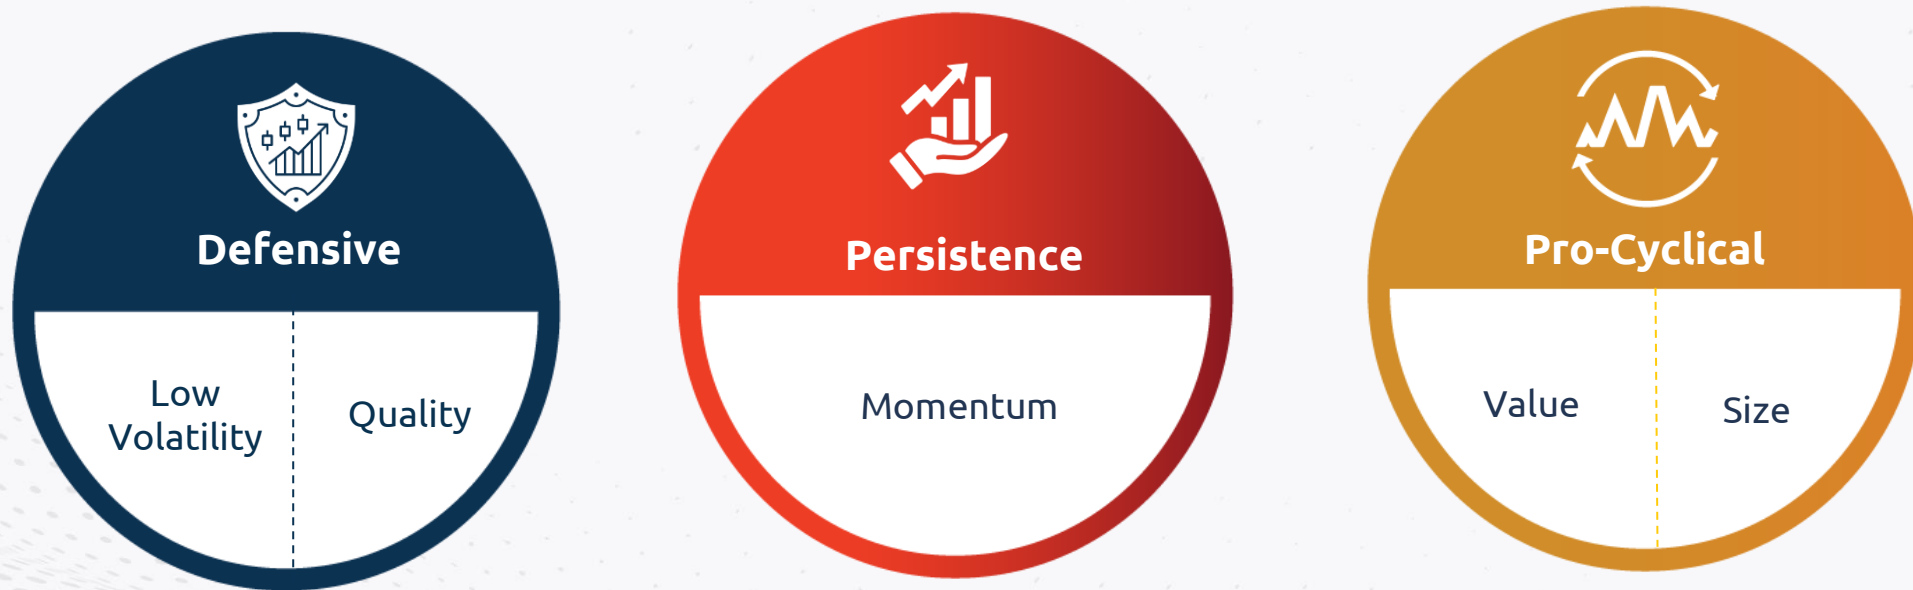 Defensive
Low
Volatility
Quality
Persistence
Momentum
Pro-Cyclical
Value
Size